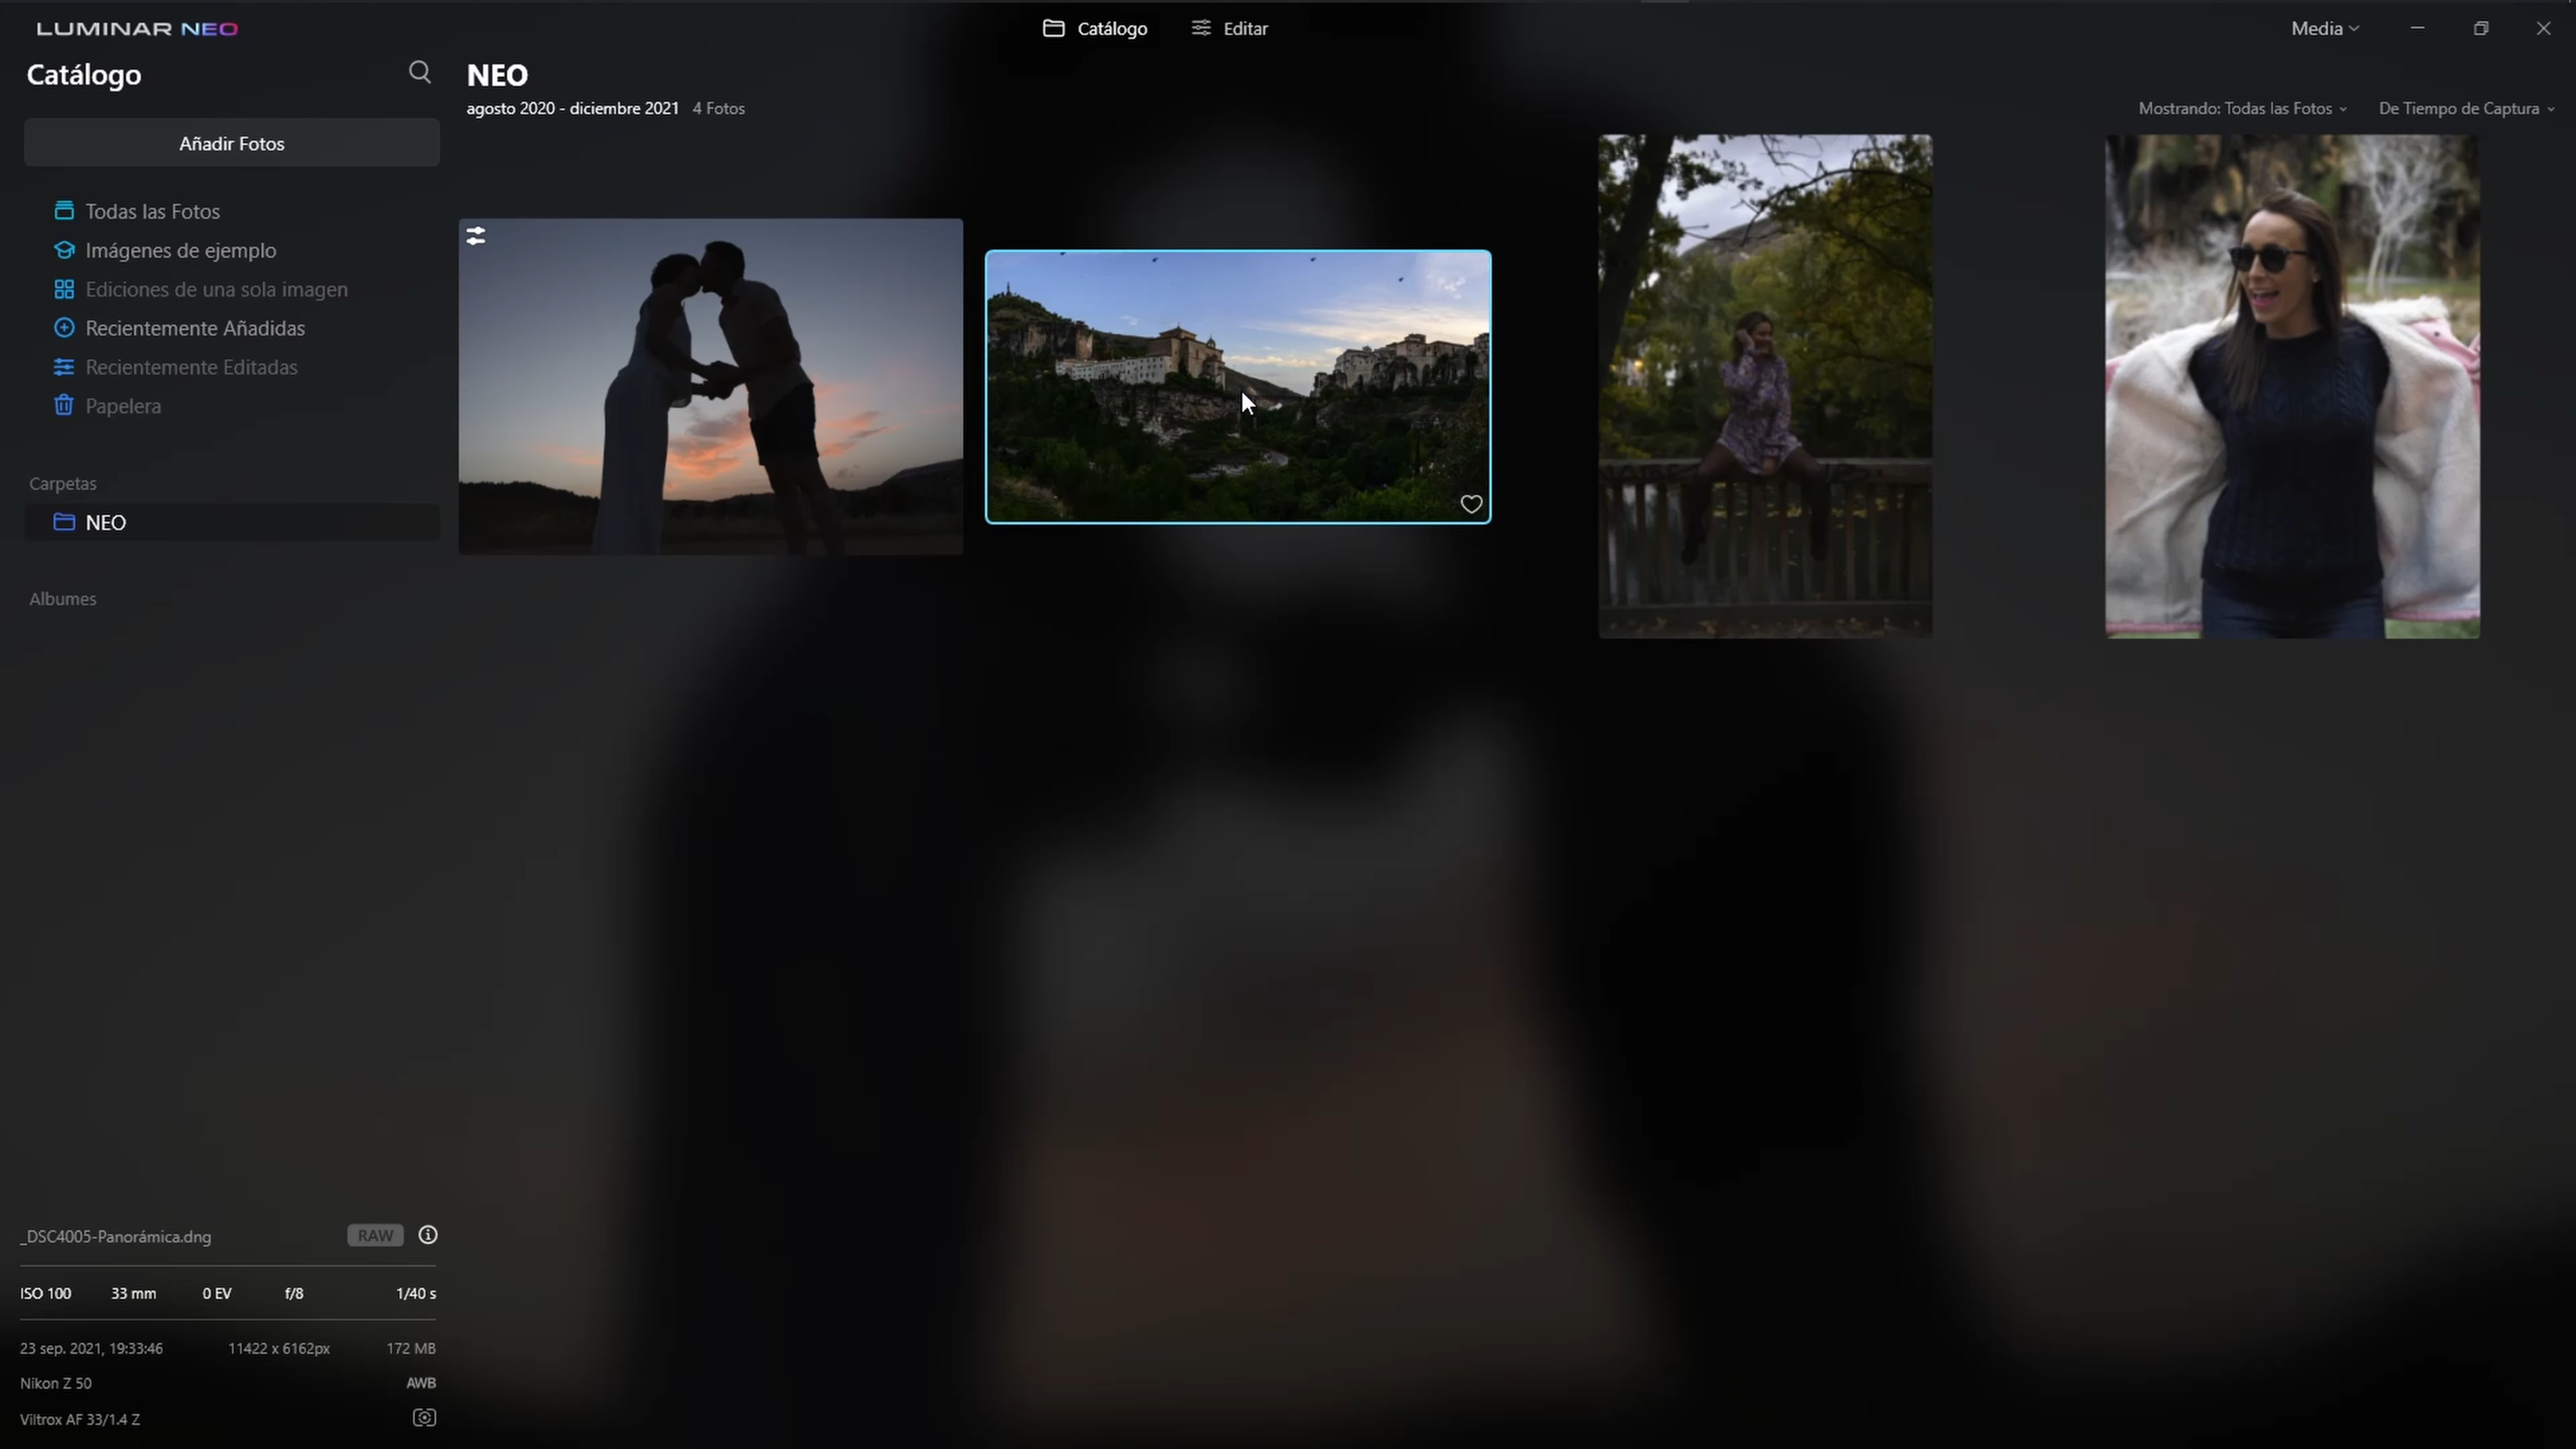 LUMINAR NEO
Catálogo
Editar
Media
Catálogo
NEO
agosto 2020 - diciembre 2021 4 Fotos
Mostrando: Todas las Fotos
De Tiempo de Captura
Añadir Fotos
Todas las Fotos
Imágenes de ejemplo
Ediciones de una sola imagen
Recientemente Añadidas
Recientemente Editadas
Papelera
Carpetas
NEO
Albumes
_DSC4005-Panorámica.dng RAW
ISO 100 33 mm 0 EV f/8 1/40 s
23 sep. 2021, 19:33:46 11422 x 6162px 172 MB
Nikon Z 50 AWB
Viltrox AF 33/1.4 Z